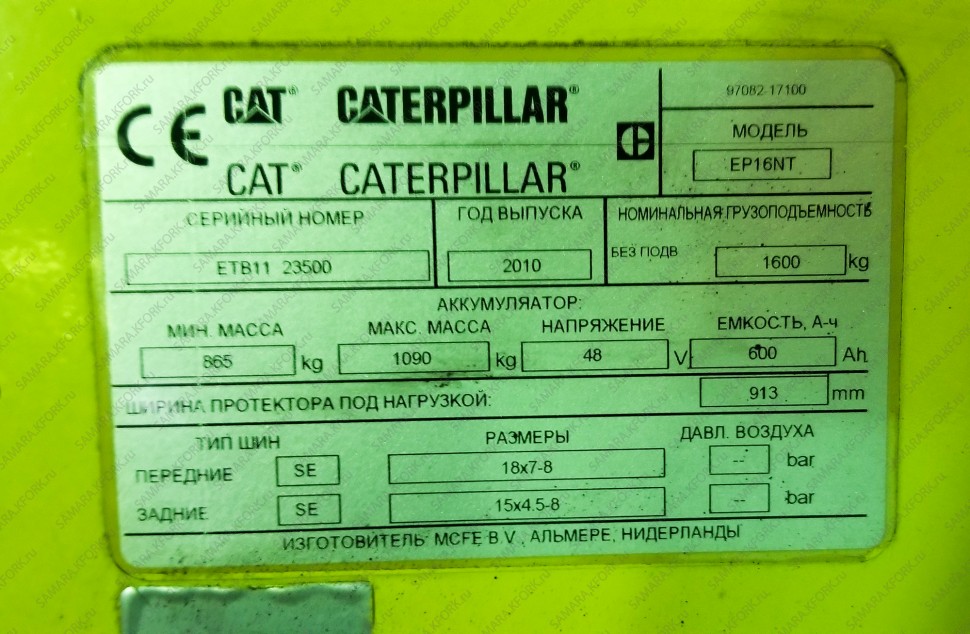 CE CAT® CATERPILLAR®
CAT® CATERPILLAR®
97082-17100
МОДЕЛЬ
EP16NT
СЕРИЙНЫЙ НОМЕР ГОД ВЫПУСКА НОМИНАЛЬНАЯ ГРУЗОПОДЪЕМНОСТЬ
ETB11 23500 2010 БЕЗ ПОДВ 1600 kg
АККУМУЛЯТОР:
МИН. МАССА МАКС. МАССА НАПРЯЖЕНИЕ ЕМКОСТЬ, А-ч
865 kg 1090 kg 48 V 600 Ah
ШИРИНА ПРОТЕКТОРА ПОД НАГРУЗКОЙ: 913 mm
ТИП ШИН РАЗМЕРЫ ДАВЛ. ВОЗДУХА
ПЕРЕДНИЕ SE 18x7-8 -- bar
ЗАДНИЕ SE 15x4.5-8 -- bar
ИЗГОТОВИТЕЛЬ: MCFE B.V., АЛЬМЕРЕ, НИДЕРЛАНДЫ
SAMARA.KFORK.ru